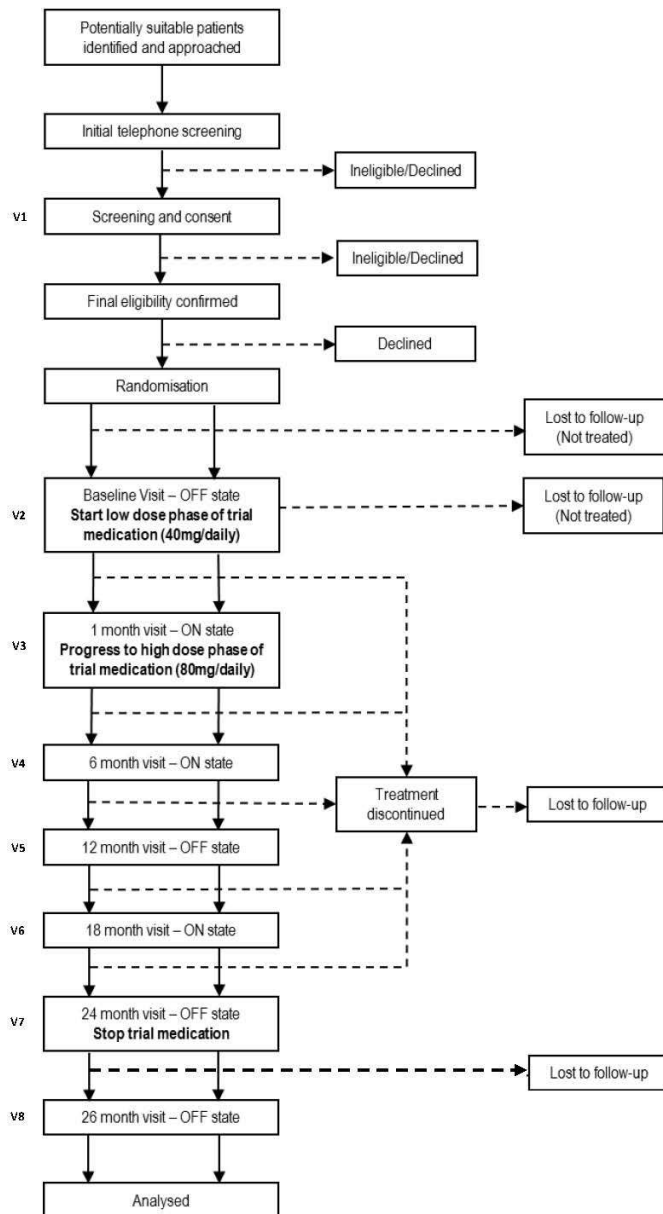 Potentially suitable patients
identified and approached
Initial telephone screening
Ineligible/Declined
V1
Screening and consent
Ineligible/Declined
Final eligibility confirmed
Declined
Randomisation
Lost to follow-up
(Not treated)
V2
Baseline Visit – OFF state
Start low dose phase of trial
medication (40mg/daily)
Lost to follow-up
(Not treated)
V3
1 month visit – ON state
Progress to high dose phase of
trial medication (80mg/daily)
V4
6 month visit – ON state
Treatment
discontinued
Lost to follow-up
V5
12 month visit – OFF state
V6
18 month visit – ON state
V7
24 month visit – OFF state
Stop trial medication
Lost to follow-up
V8
26 month visit – OFF state
Analysed